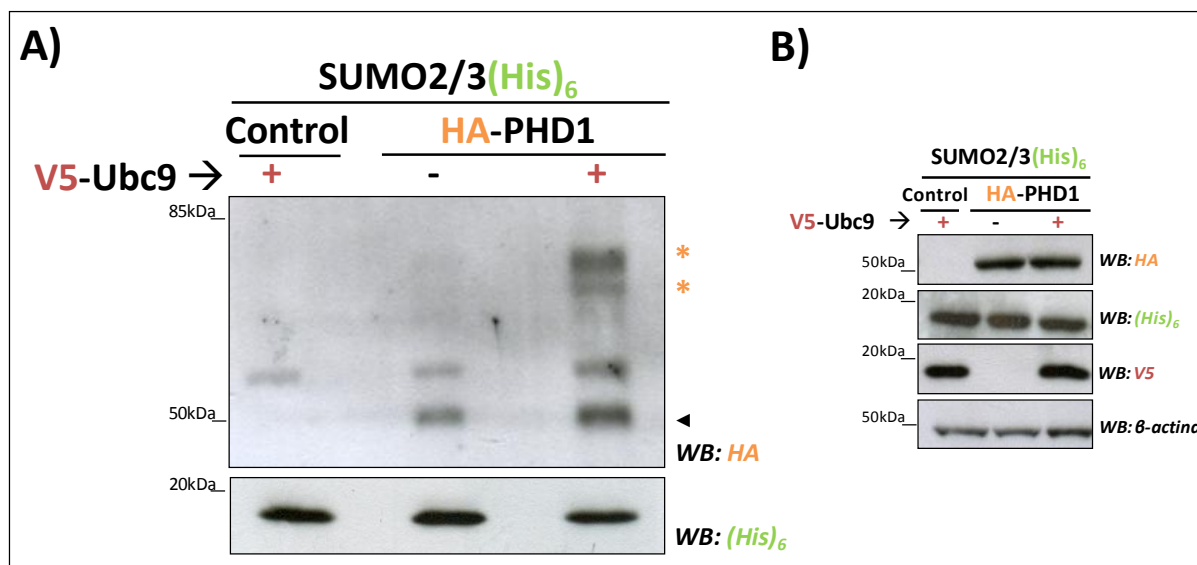 A)
SUMO2/3(His)6
Control HA-PHD1
V5-Ubc9 → + - +
85kDa
*
*
50kDa
◄
WB: HA
20kDa
WB: (His)6
B)
SUMO2/3(His)6
Control HA-PHD1
V5-Ubc9 → + - +
50kDa
WB: HA
20kDa
WB: (His)6
20kDa
WB: V5
50kDa
WB: β-actina